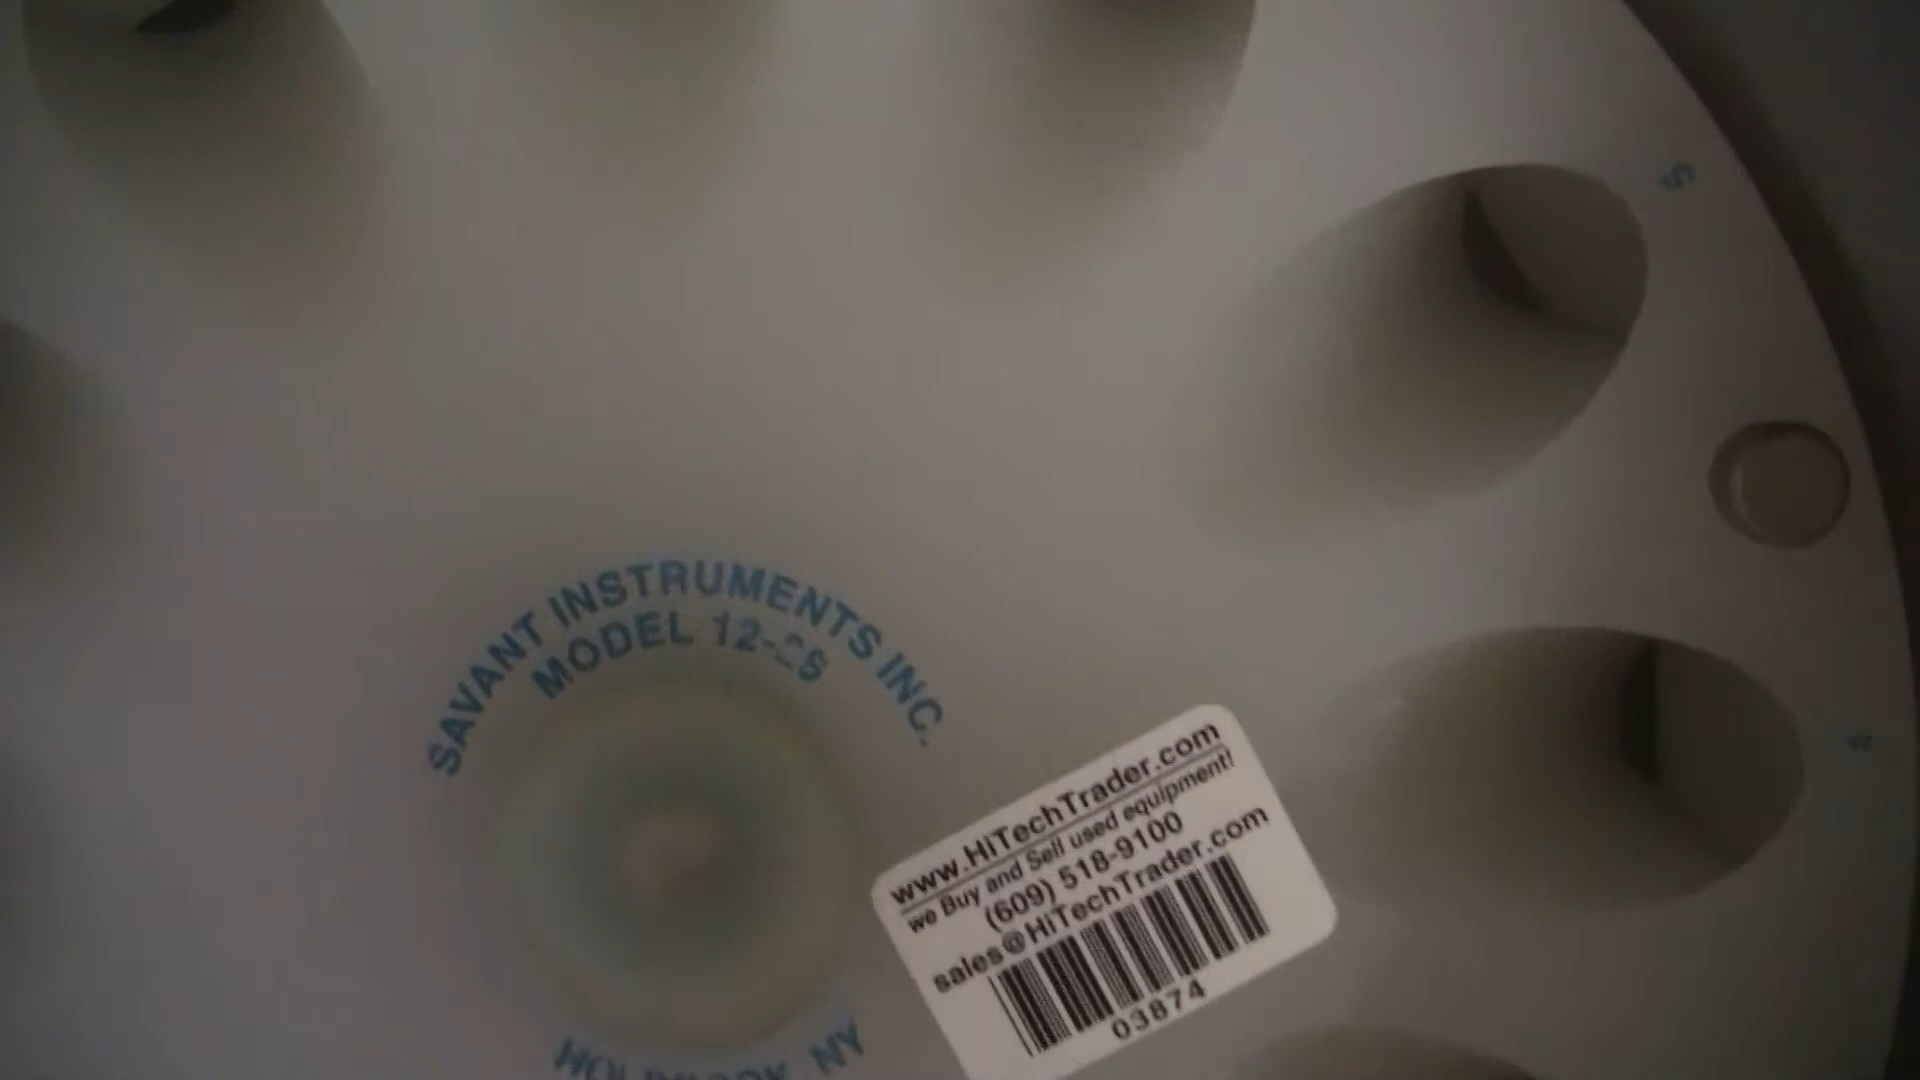 SAVANT INSTRUMENTS INC.
MODEL
NY
www.HiTechTrader.com
we Buy and Sell used equipment!
(609) 518-9100
sales@HiTechTrader.com
03874
5